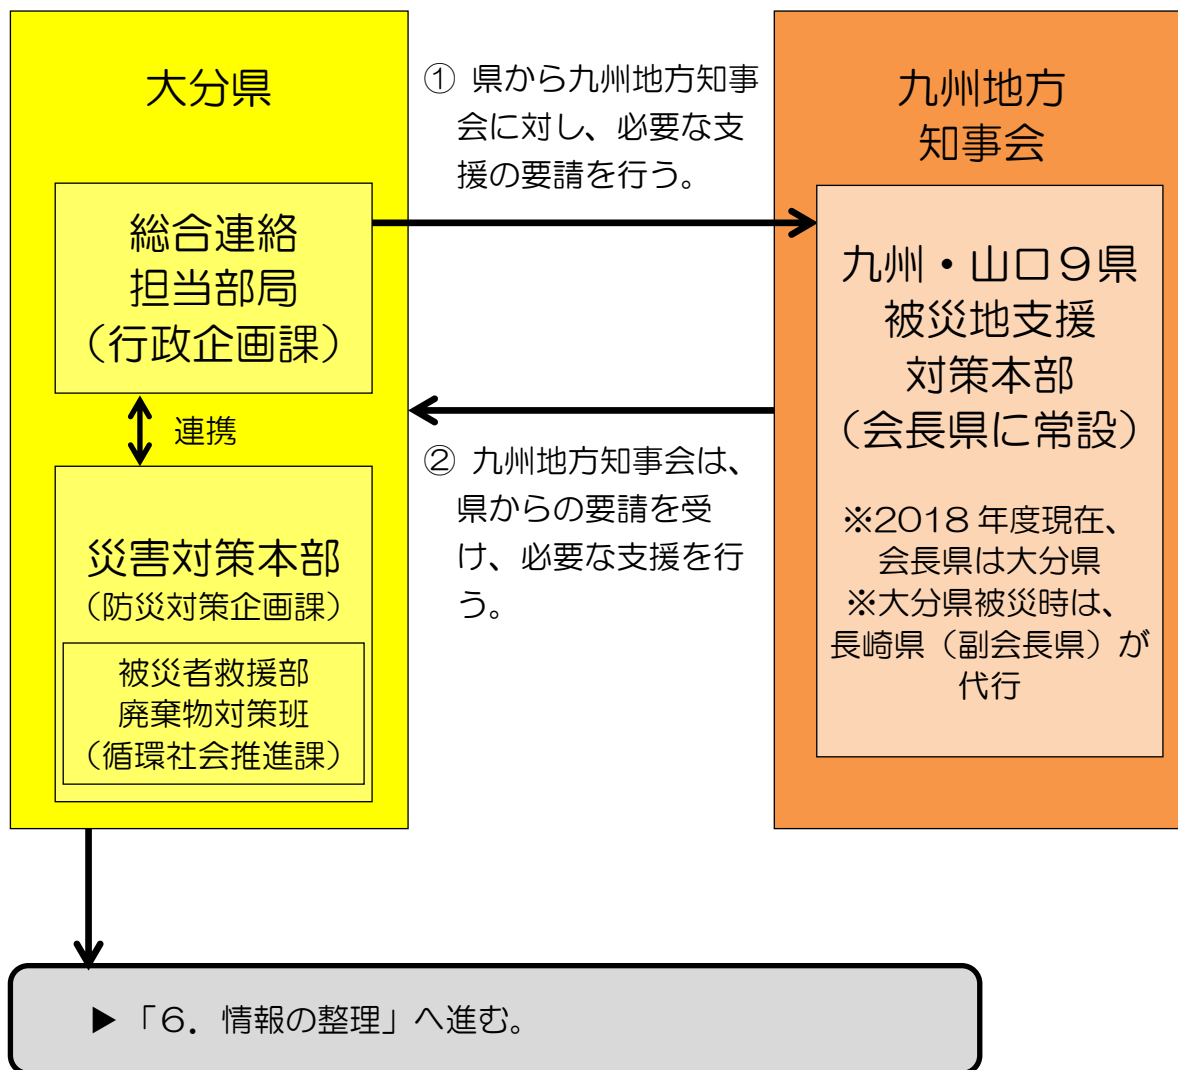 大分県
総合連絡
担当部局
（行政企画課）
連携
災害対策本部
（防災対策企画課）
被災者救援部
廃棄物対策班
（循環社会推進課）
① 県から九州地方知事
会に対し、必要な支
援の要請を行う。
② 九州地方知事会は、
県からの要請を受
け、必要な支援を行
う。
九州地方
知事会
九州・山口９県
被災地支援
対策本部
（会長県に常設）
※2018 年度現在、
会長県は大分県
※大分県被災時は、
長崎県（副会長県）が
代行
▶「６．情報の整理」へ進む。